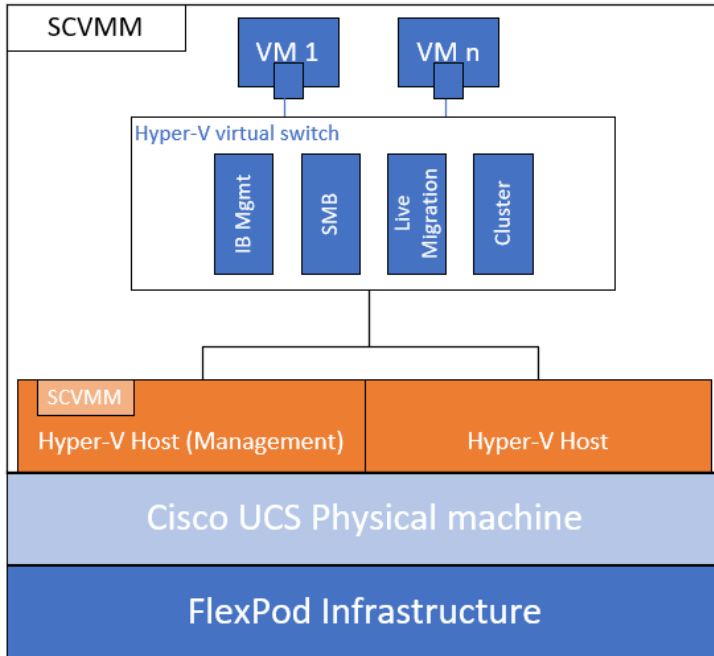 SCVMM
VM 1
VM n
Hyper-V virtual switch
IB Mgmt
SMB
Live
Migration
Cluster
SCVMM
Hyper-V Host (Management)
Hyper-V Host
Cisco UCS Physical machine
FlexPod Infrastructure